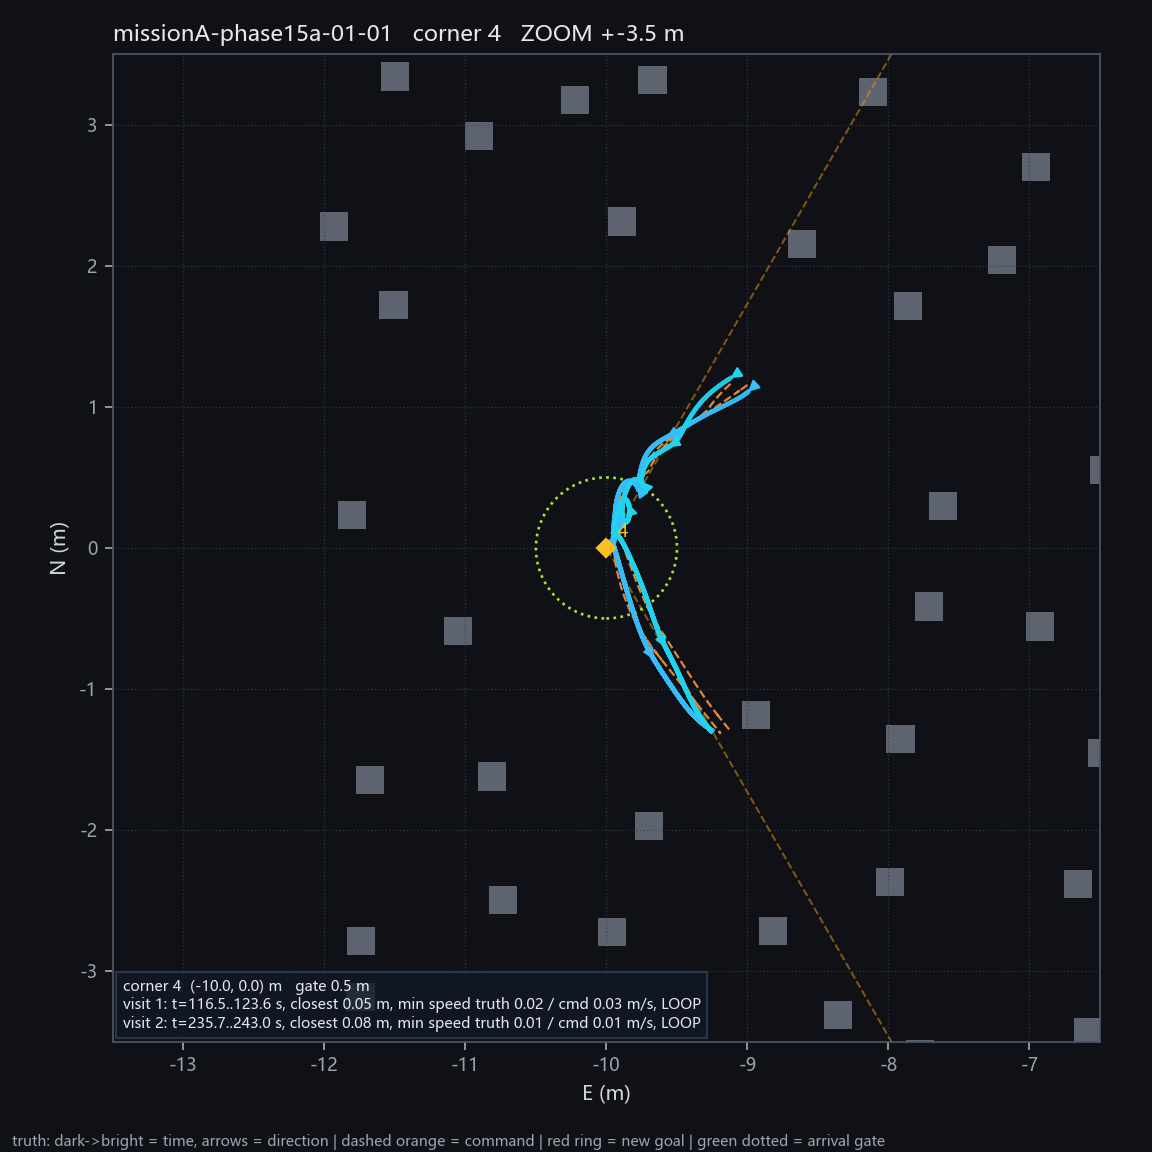 missionA-phase15a-01-01   corner 4   ZOOM +-3.5 m
3
2
1
0
-1
-2
-3
N (m)
4
corner 4  (-10.0, 0.0) m   gate 0.5 m
visit 1: t=116.5..123.6 s, closest 0.05 m, min speed truth 0.02 / cmd 0.03 m/s, LOOP
visit 2: t=235.7..243.0 s, closest 0.08 m, min speed truth 0.01 / cmd 0.01 m/s, LOOP
-13 -12 -11 -10 -9 -8 -7
E (m)
truth: dark->bright = time, arrows = direction | dashed orange = command | red ring = new goal | green dotted = arrival gate